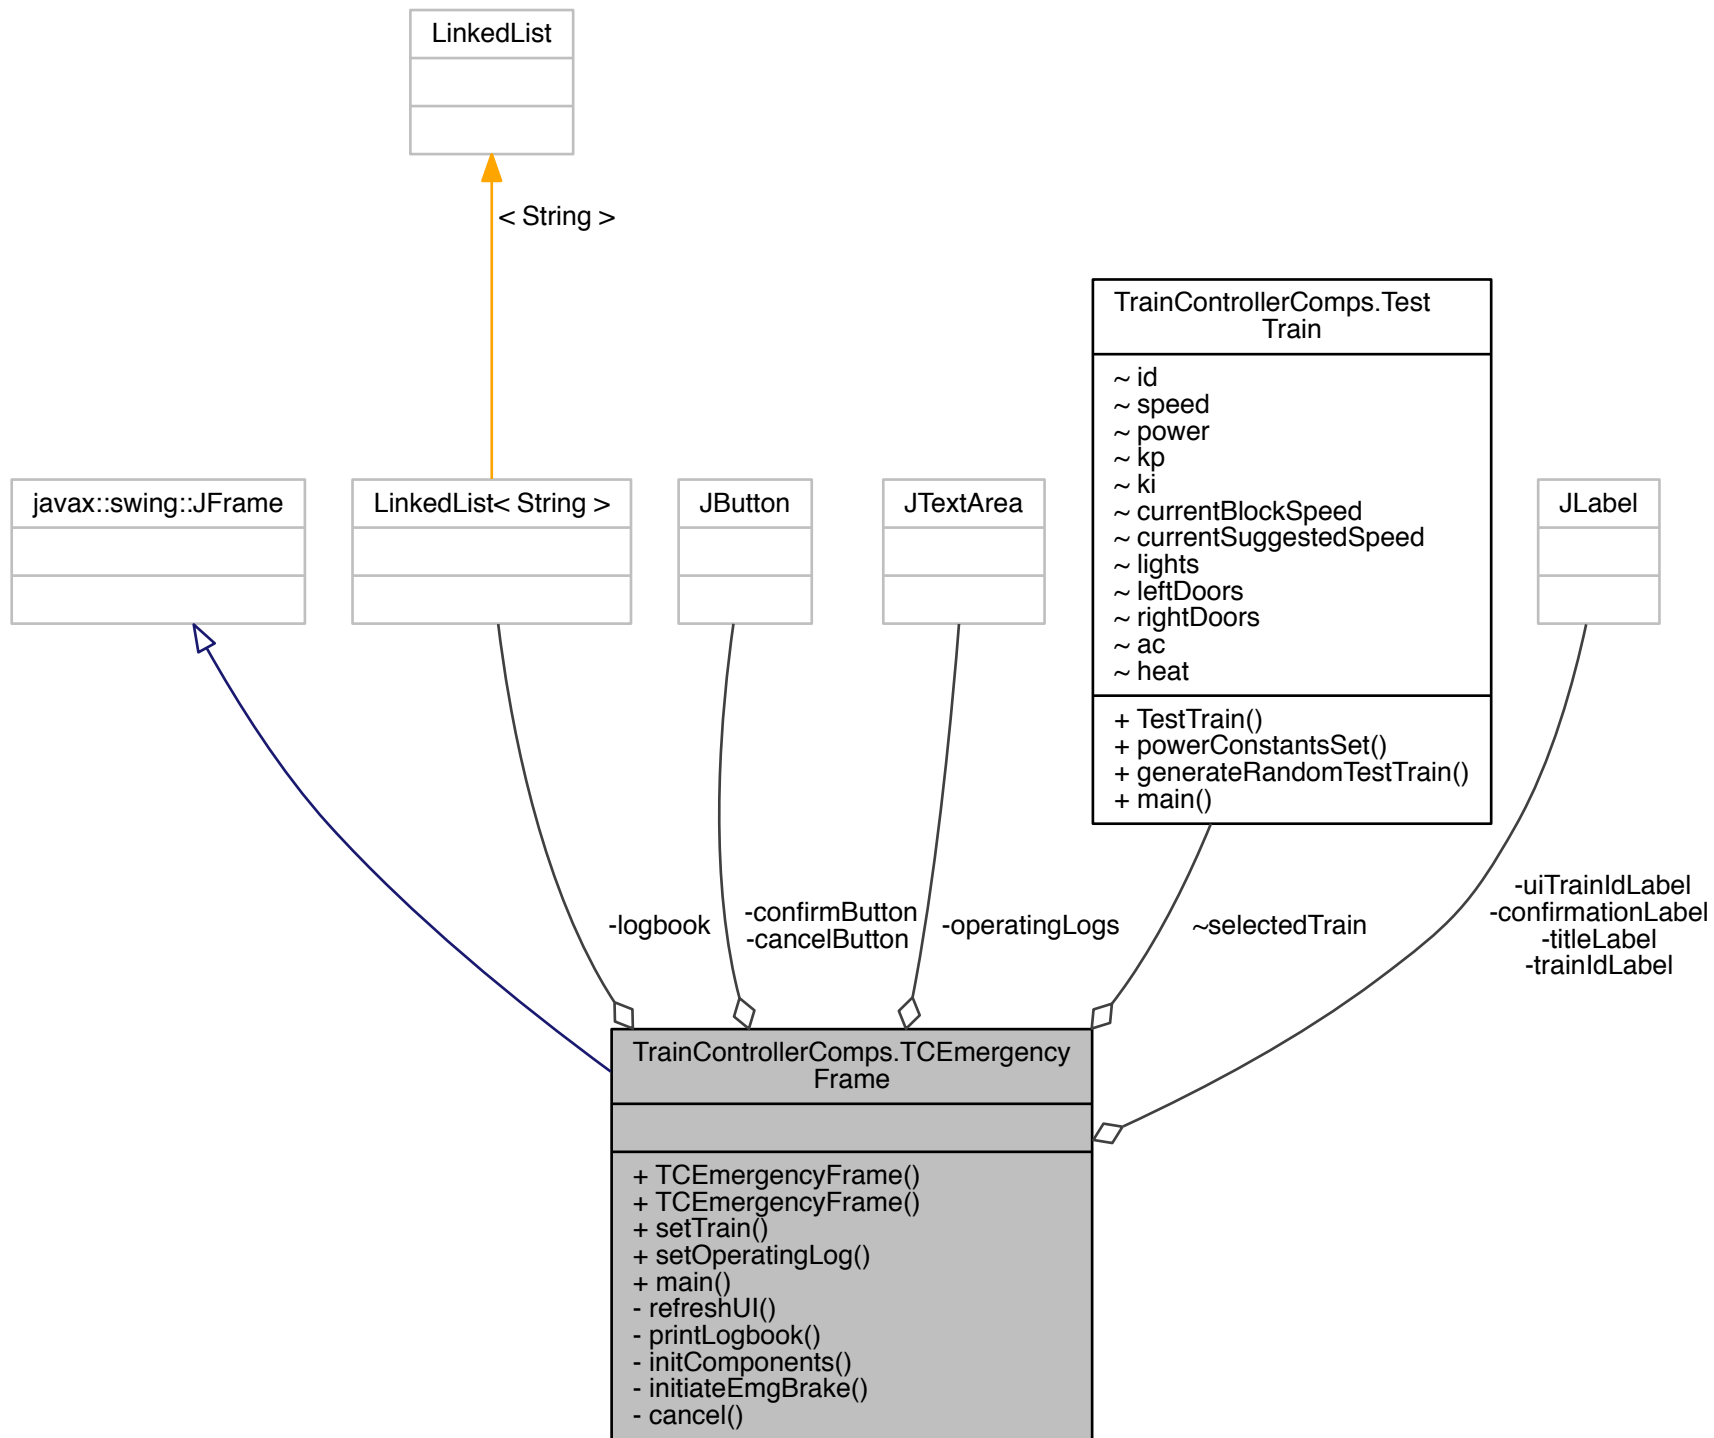 LinkedList
< String >
TrainControllerComps.Test
Train
~ id
~ speed
~ power
~ kp
~ ki
~ currentBlockSpeed
~ currentSuggestedSpeed
~ lights
~ leftDoors
~ rightDoors
~ ac
~ heat
+ TestTrain()
+ powerConstantsSet()
+ generateRandomTestTrain()
+ main()
javax::swing::JFrame
LinkedList< String >
JButton
JTextArea
JLabel
-logbook
-confirmButton
-cancelButton
-operatingLogs
~selectedTrain
-uiTrainIdLabel
-confirmationLabel
-titleLabel
-trainIdLabel
TrainControllerComps.TCEmergency
Frame
+ TCEmergencyFrame()
+ TCEmergencyFrame()
+ setTrain()
+ setOperatingLog()
+ main()
- refreshUI()
- printLogbook()
- initComponents()
- initiateEmgBrake()
- cancel()